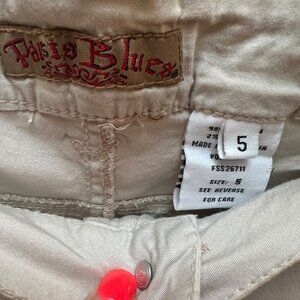 Paris Blues
5
MADE
FSS26711
SIZE: 5
SEE REVERSE
FOR CARE